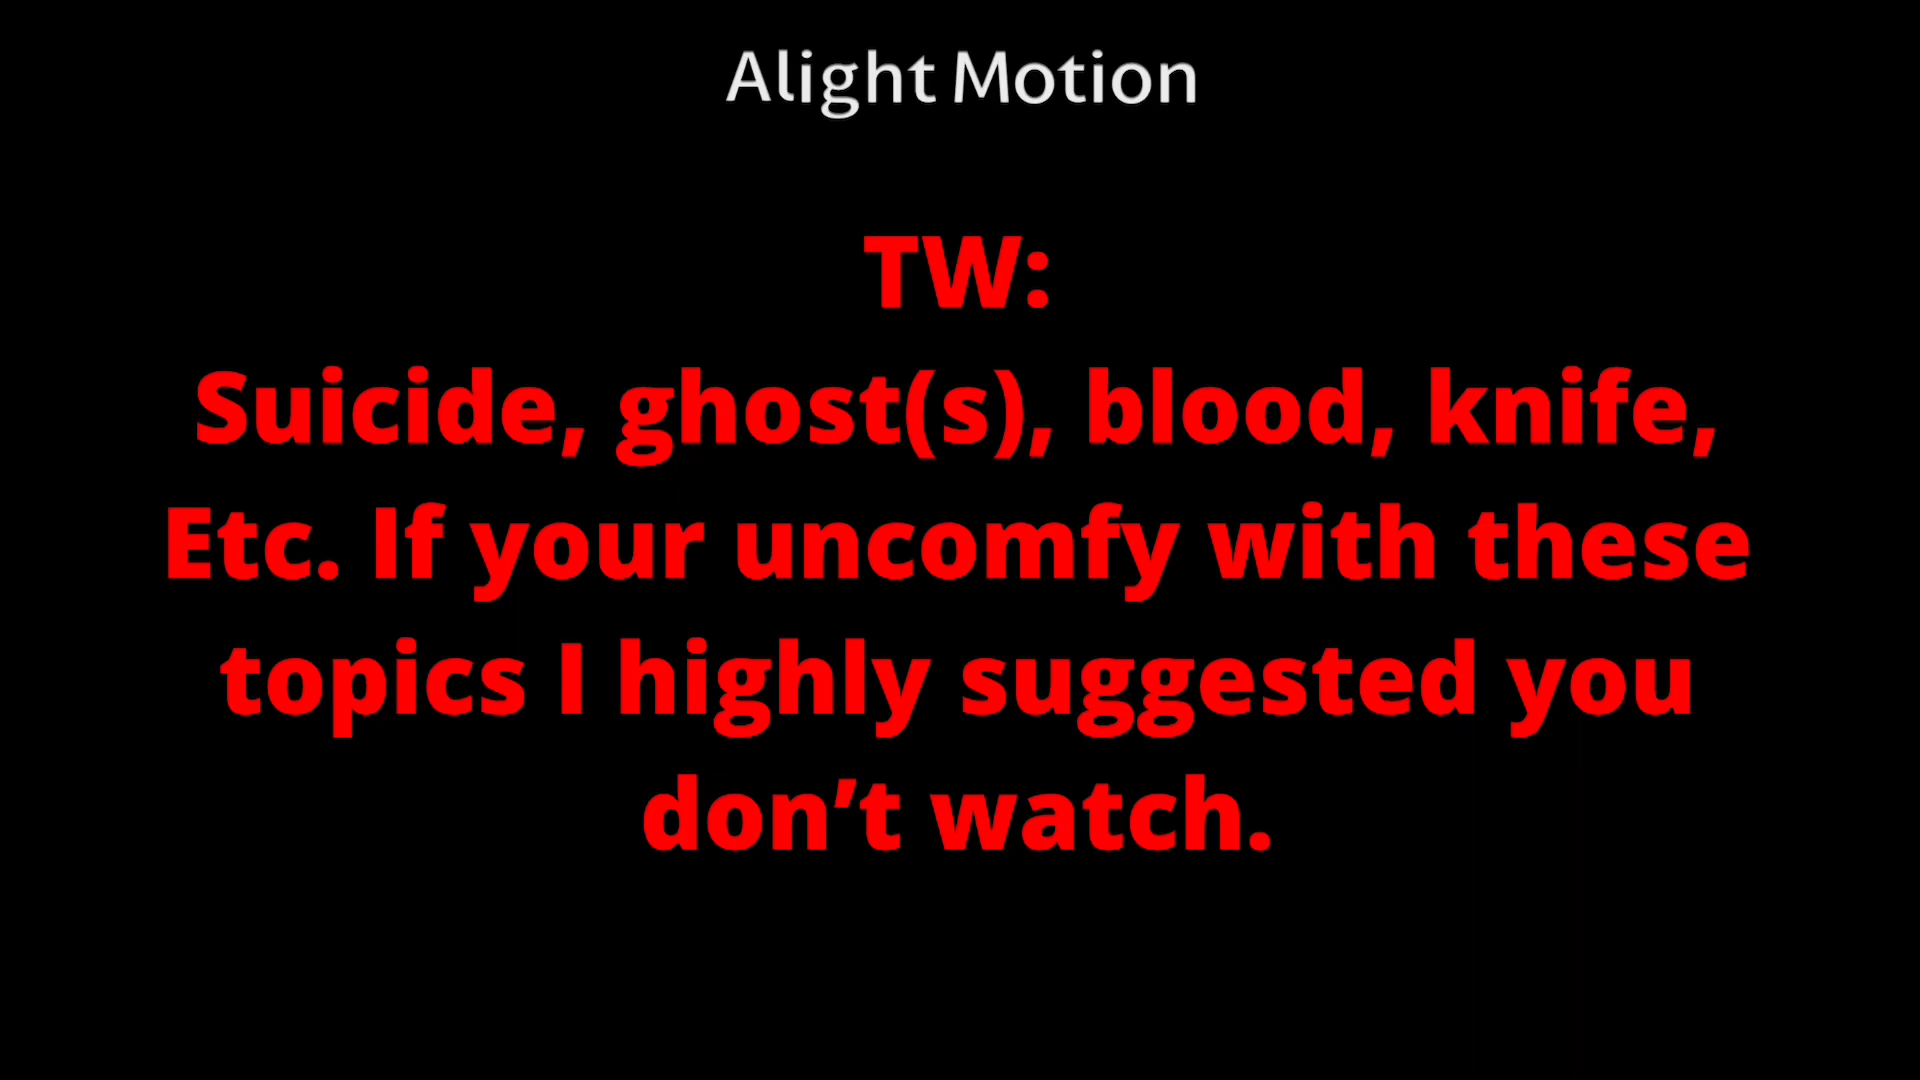 Alight Motion
TW:
Suicide, ghost(s), blood, knife,
Etc. If your uncomfy with these
topics I highly suggested you
don’t watch.